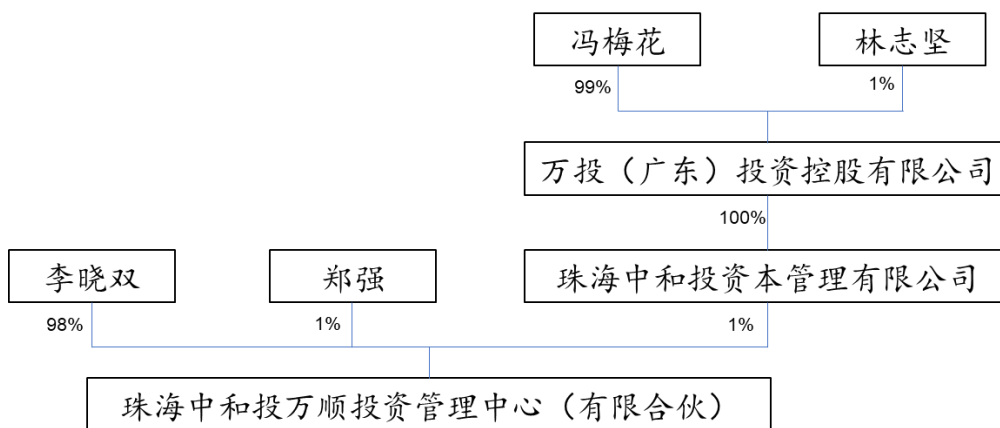 冯梅花
林志坚
99%
1%
万投（广东）投资控股有限公司
100%
李晓双
郑强
珠海中和投资本管理有限公司
98%
1%
1%
珠海中和投万顺投资管理中心（有限合伙）